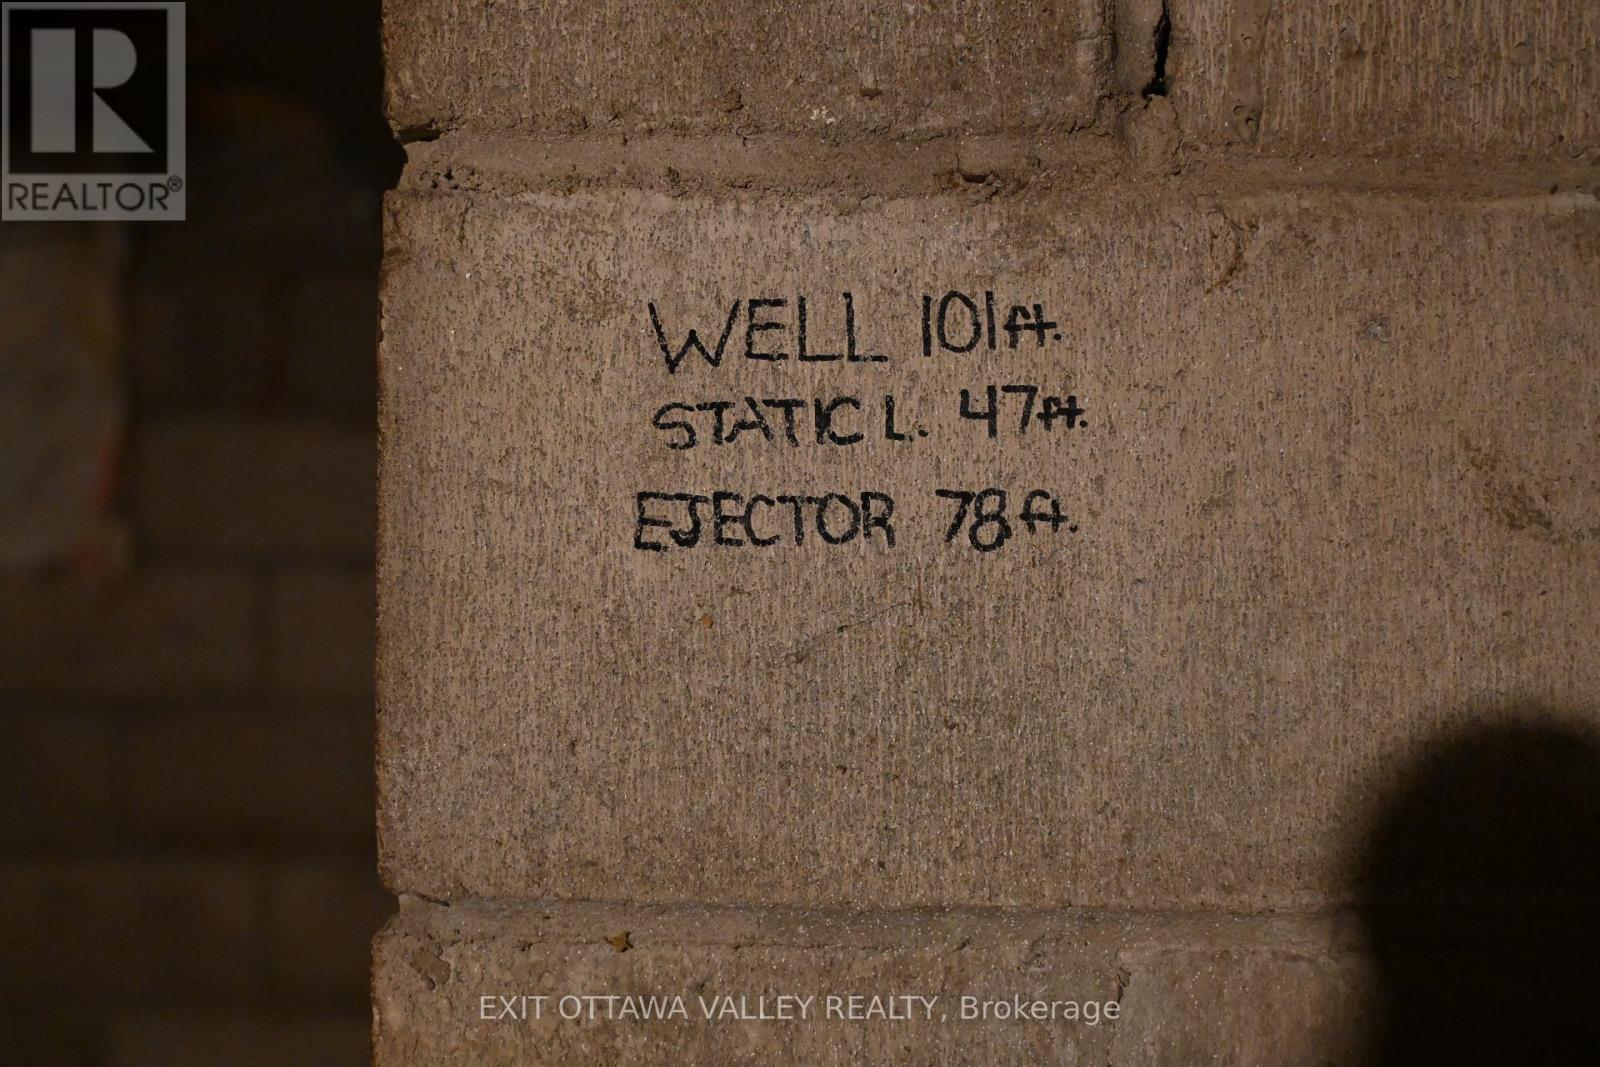 REALTOR®
WELL 101ft.
STATIC L. 47ft.
EJECTOR 78ft.
EXIT OTTAWA VALLEY REALTY, Brokerage